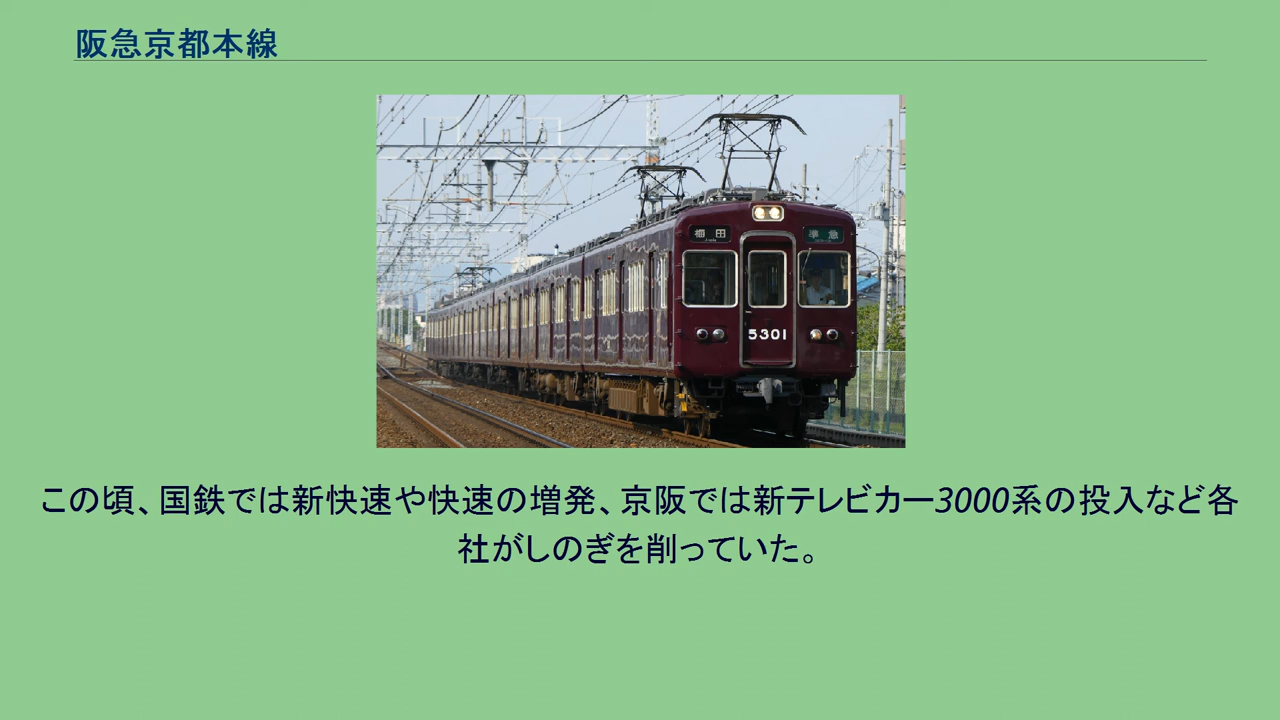 阪急京都本線
梅田
準急
5301
この頃、国鉄では新快速や快速の増発、京阪では新テレビカー3000系の投入など各
社がしのぎを削っていた。